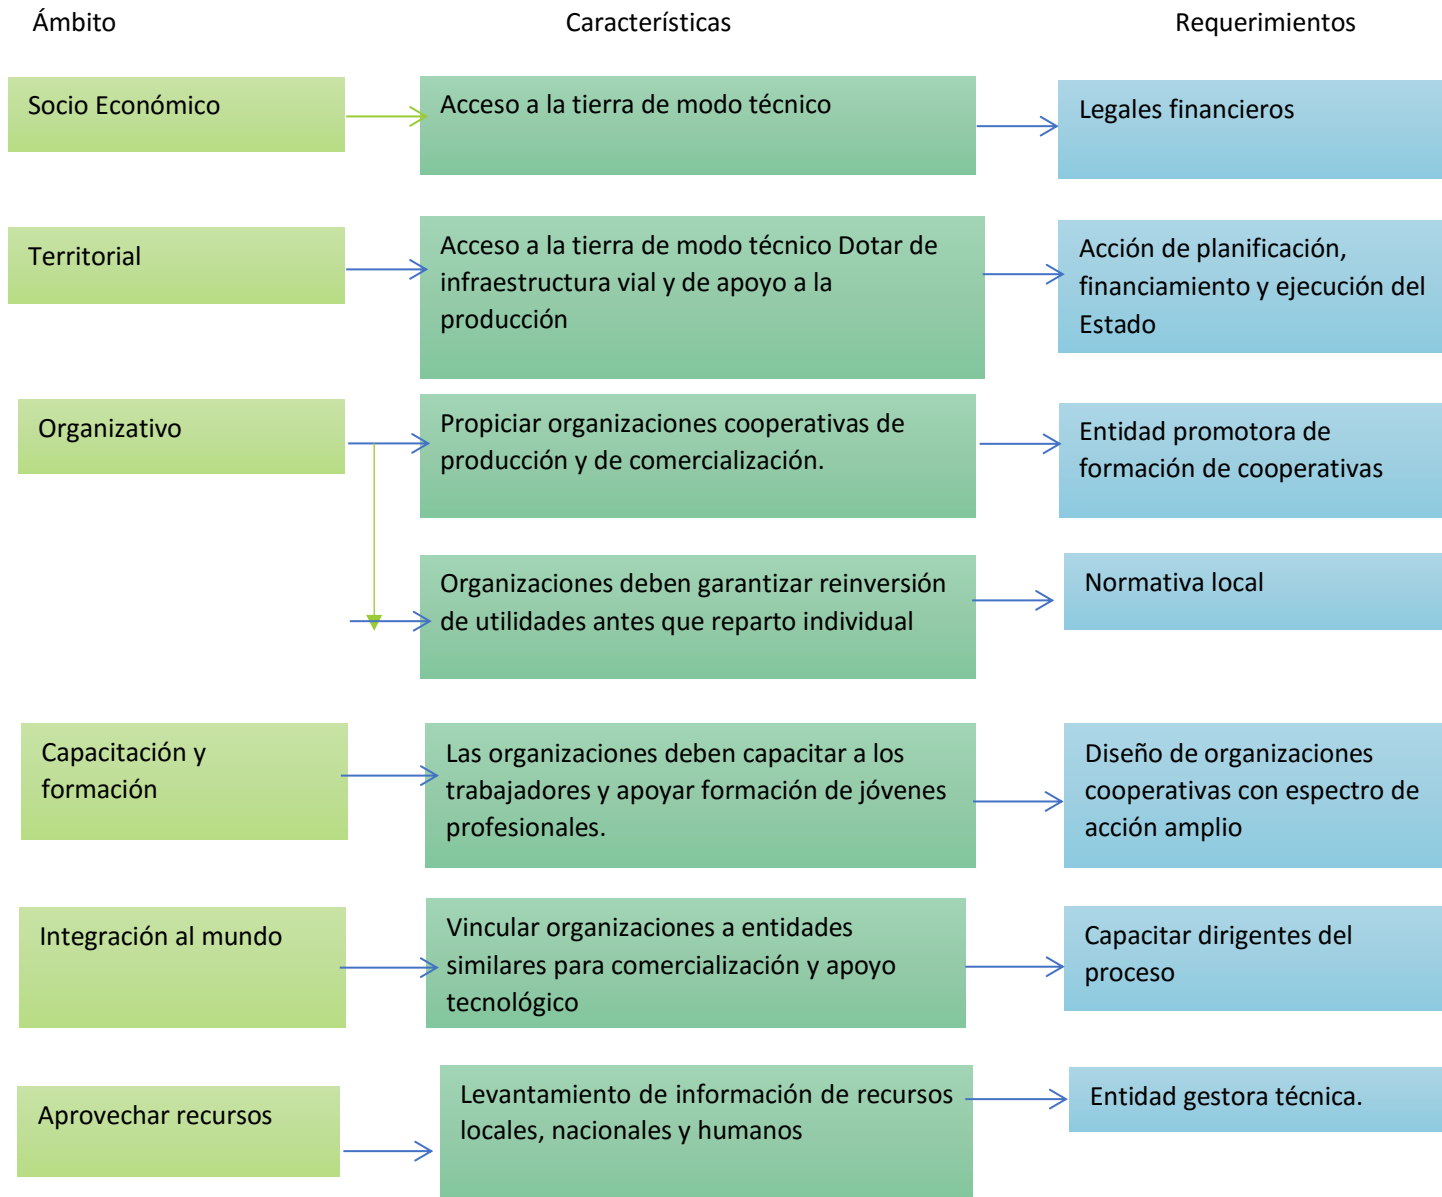 Ámbito
Características
Requerimientos
Socio Económico
Acceso a la tierra de modo técnico
Legales financieros
Territorial
Acceso a la tierra de modo técnico Dotar de
infraestructura vial y de apoyo a la
producción
Acción de planificación,
financiamiento y ejecución del
Estado
Organizativo
Propiciar organizaciones cooperativas de
producción y de comercialización.
Entidad promotora de
formación de cooperativas
Organizaciones deben garantizar reinversión
de utilidades antes que reparto individual
Normativa local
Capacitación y
formación
Las organizaciones deben capacitar a los
trabajadores y apoyar formación de jóvenes
profesionales.
Diseño de organizaciones
cooperativas con espectro de
acción amplio
Integración al mundo
Vincular organizaciones a entidades
similares para comercialización y apoyo
tecnológico
Capacitar dirigentes del
proceso
Aprovechar recursos
Levantamiento de información de recursos
locales, nacionales y humanos
Entidad gestora técnica.